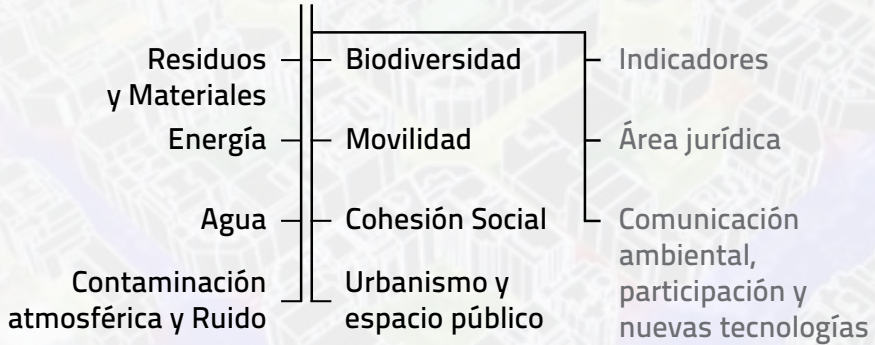 Residuos
y Materiales
Energía
Agua
Contaminación
atmosférica y Ruido
Biodiversidad
Movilidad
Cohesión Social
Urbanismo y
espacio público
Indicadores
Área jurídica
Comunicación
ambiental,
participación y
nuevas tecnologías